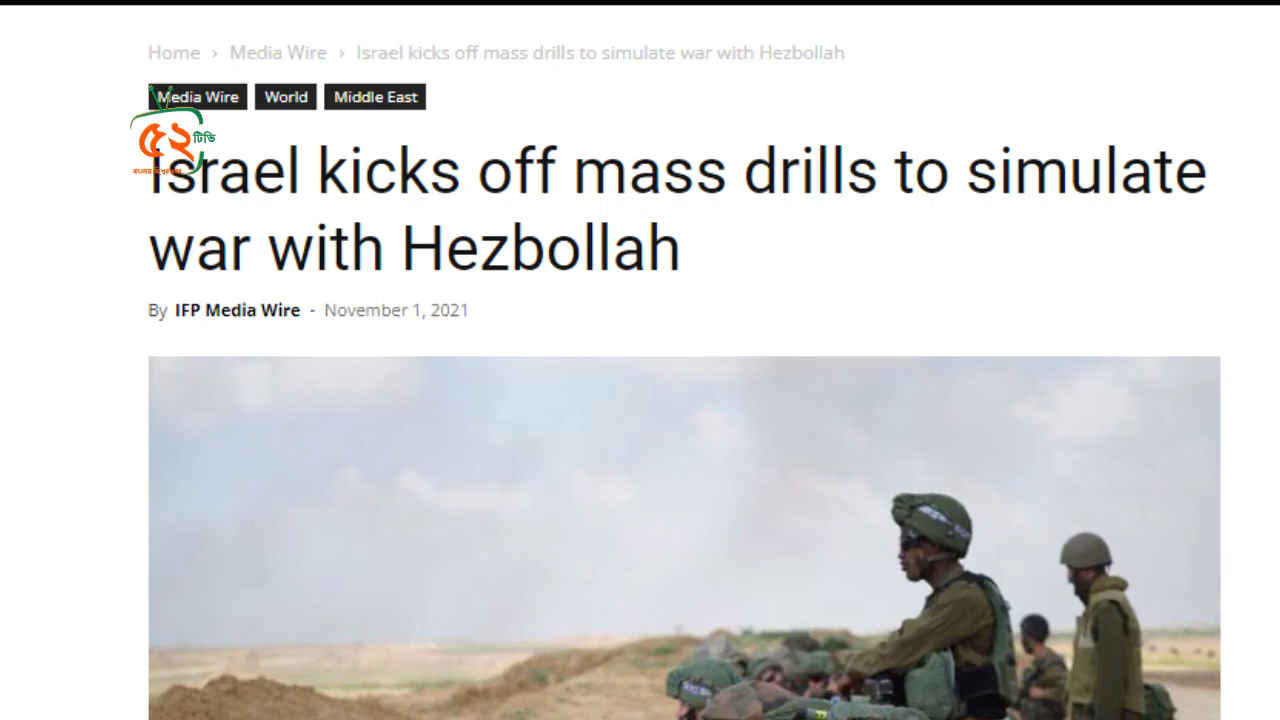 Home › Media Wire › Israel kicks off mass drills to simulate war with Hezbollah
Media Wire World Middle East
৫২ টিভি
Israel kicks off mass drills to simulate
war with Hezbollah
By IFP Media Wire - November 1, 2021